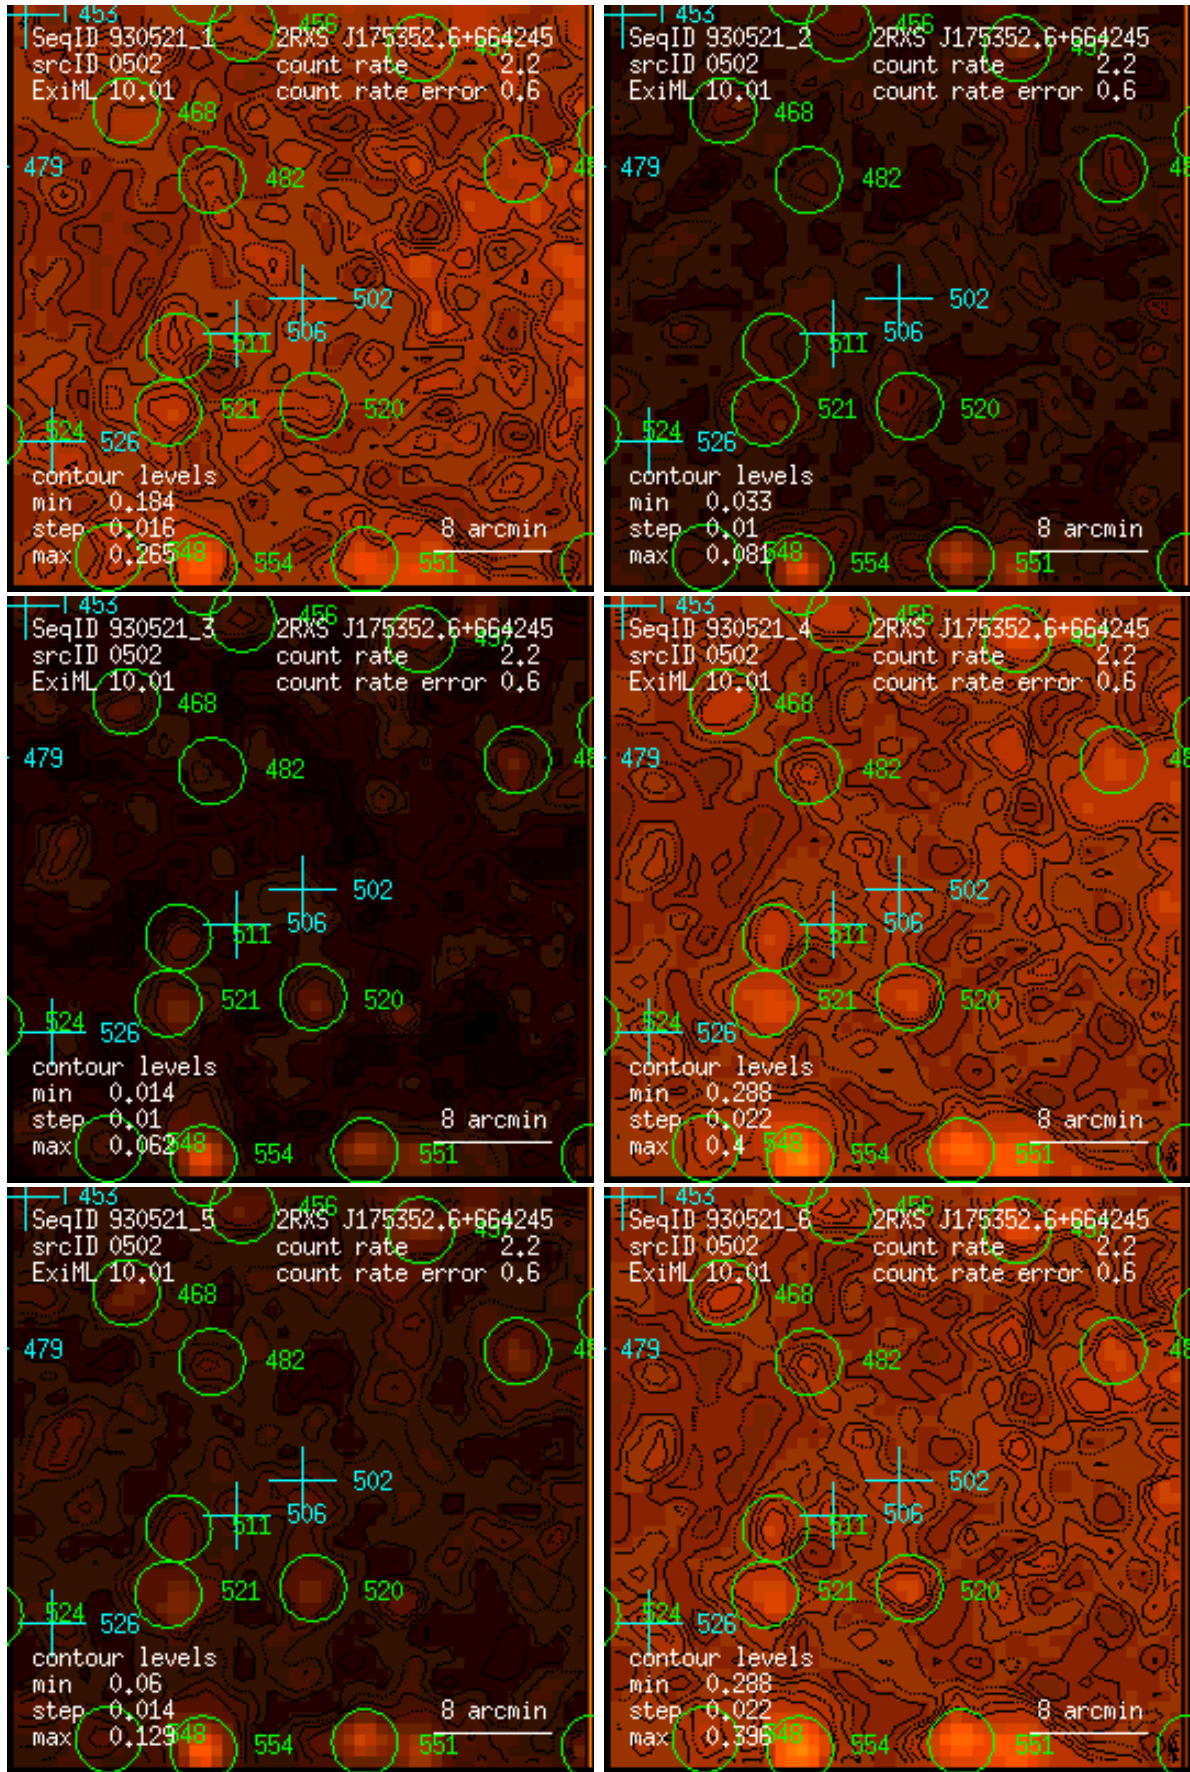 453 456
SeqID 930521_1 2RXS J175352.6+664245
srcID 0502 count rate 2.2
ExiML 10.01 count rate error 0.6
468
479 482
502
506
511
521 520
524 526
contour levels
min 0.184
step 0.016 8 arcmin
max 0.265 548 554 551
453 456
SeqID 930521_2 2RXS J175352.6+664245
srcID 0502 count rate 2.2
ExiML 10.01 count rate error 0.6
468
479 482
502
506
511
521 520
524 526
contour levels
min 0.033
step 0.01 8 arcmin
max 0.081 548 554 551
453 456
SeqID 930521_3 2RXS J175352.6+664245
srcID 0502 count rate 2.2
ExiML 10.01 count rate error 0.6
468
479 482
502
506
511
521 520
524 526
contour levels
min 0.014
step 0.01 8 arcmin
max 0.062 548 554 551
453 456
SeqID 930521_4 2RXS J175352.6+664245
srcID 0502 count rate 2.2
ExiML 10.01 count rate error 0.6
468
479 482
502
506
511
521 520
524 526
contour levels
min 0.288
step 0.022 8 arcmin
max 0.4 548 554 551
453 456
SeqID 930521_5 2RXS J175352.6+664245
srcID 0502 count rate 2.2
ExiML 10.01 count rate error 0.6
468
479 482
502
506
511
521 520
524 526
contour levels
min 0.06
step 0.014 8 arcmin
max 0.129 548 554 551
453 456
SeqID 930521_6 2RXS J175352.6+664245
srcID 0502 count rate 2.2
ExiML 10.01 count rate error 0.6
468
479 482
502
506
511
521 520
524 526
contour levels
min 0.288
step 0.022 8 arcmin
max 0.396 548 554 551